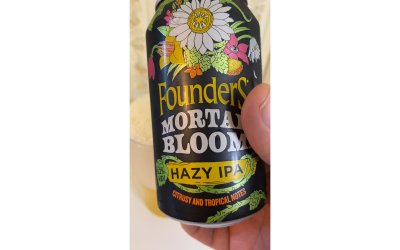 FOUNDERS
MORTAL
BLOOM
HAZY IPA
CITRUSY AND TROPICAL NOTES